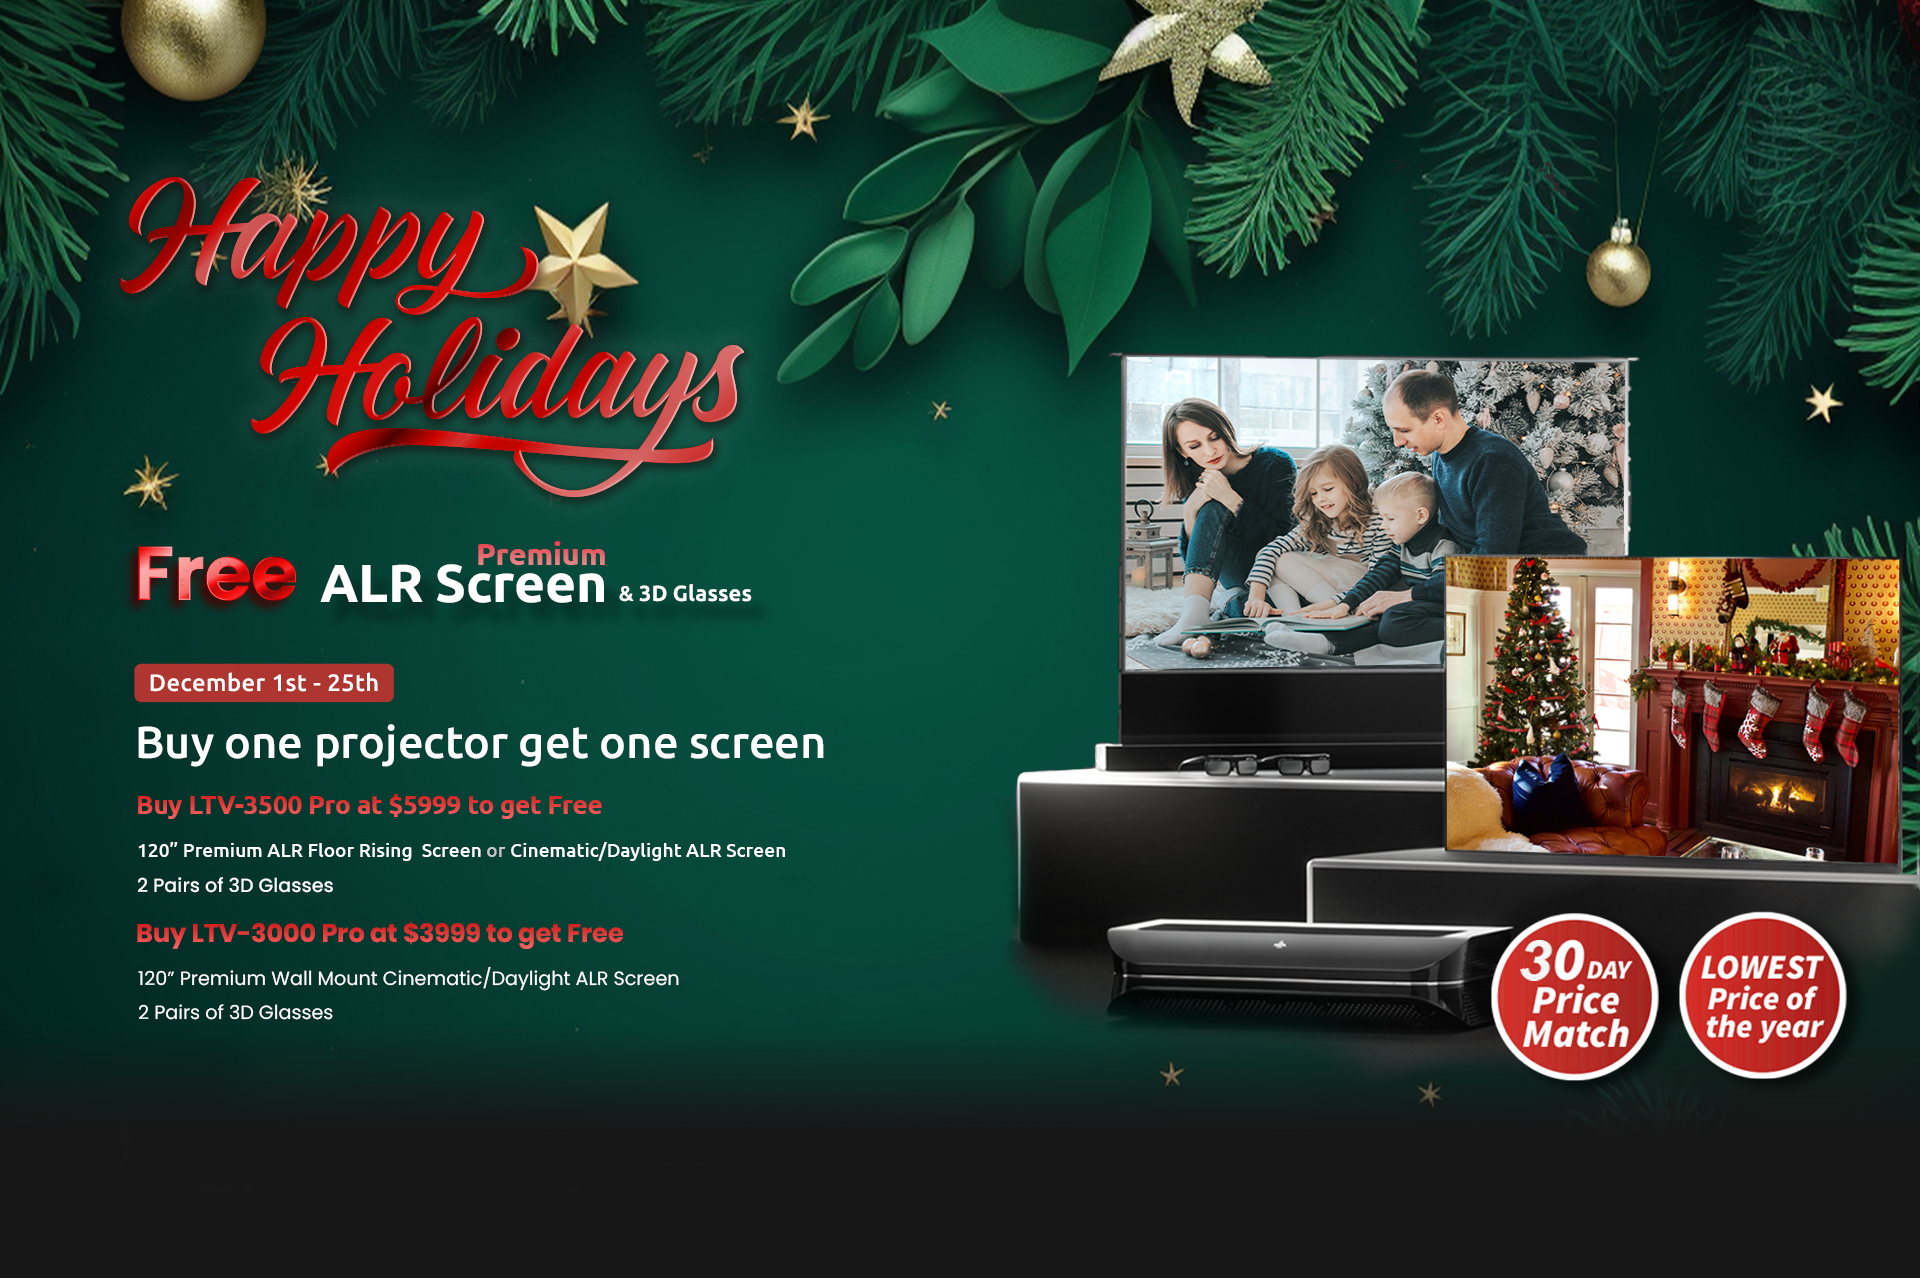 Happy
Holidays
Free ALR Screen Premium & 3D Glasses
December 1st - 25th
Buy one projector get one screen
Buy LTV-3500 Pro at $5999 to get Free
120” Premium ALR Floor Rising Screen or Cinematic/Daylight ALR Screen
2 Pairs of 3D Glasses
Buy LTV-3000 Pro at $3999 to get Free
120” Premium Wall Mount Cinematic/Daylight ALR Screen
2 Pairs of 3D Glasses
30 DAY
Price
Match
LOWEST
Price of
the year